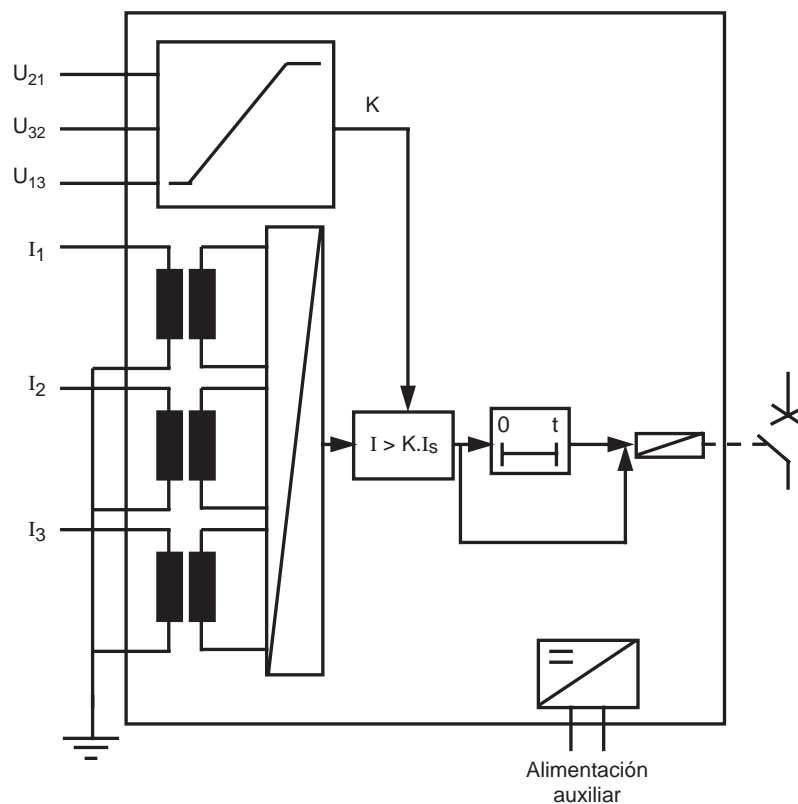 U21
K
U32
U13
I1
I2
I > K.Is
0 t
I3
Alimentación
auxiliar